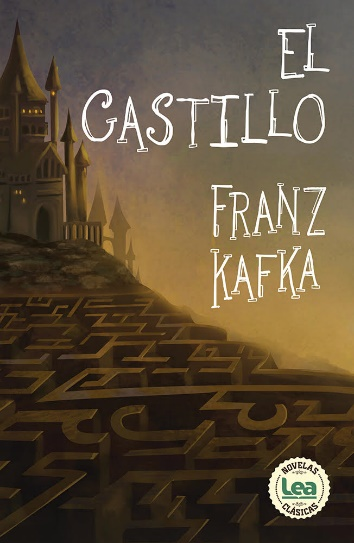 EL
CASTILLO
FRANZ
KAFKA
NOVELAS
Lea
CLÁSICAS